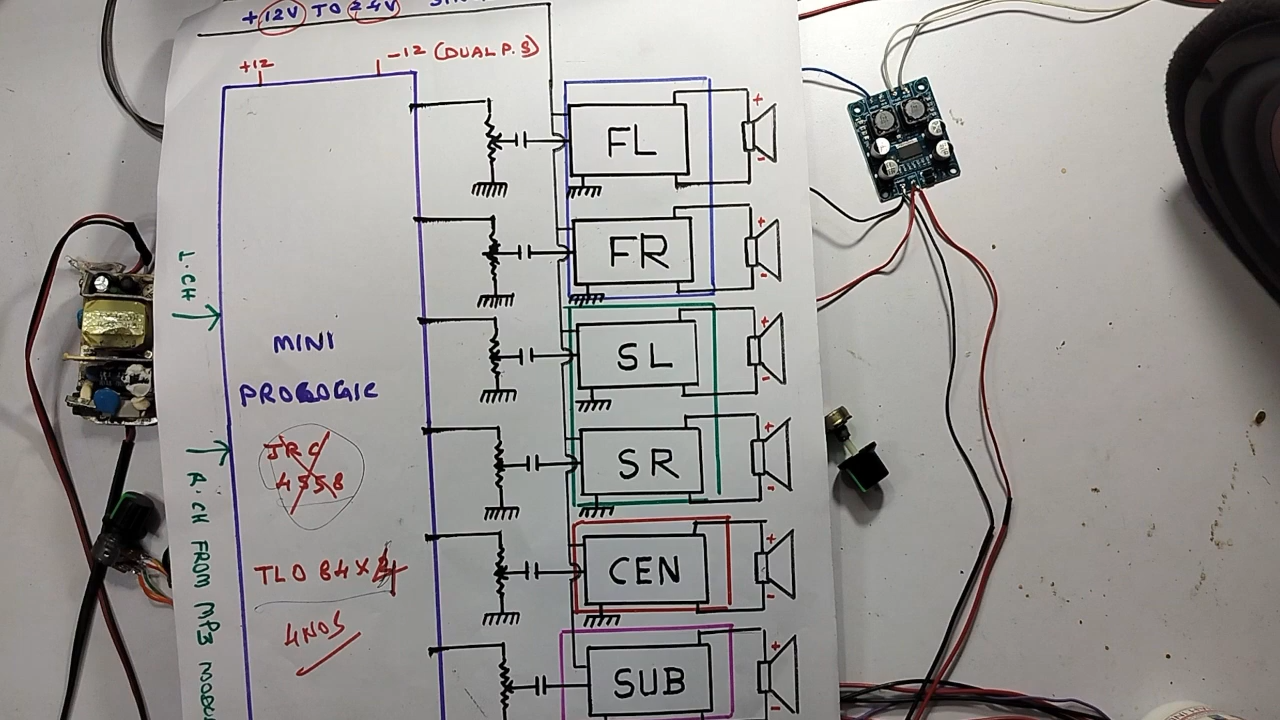 +12V TO 24V
+12
-12 (DUAL P.S)
+
FL
-
+
FR
-
L.CH
+
SL
-
MINI
PROLOGIC
+
SR
-
JRC
4558
R.CH FROM MP3
+
CEN
-
TL084X4
4NOS
+
SUB
-